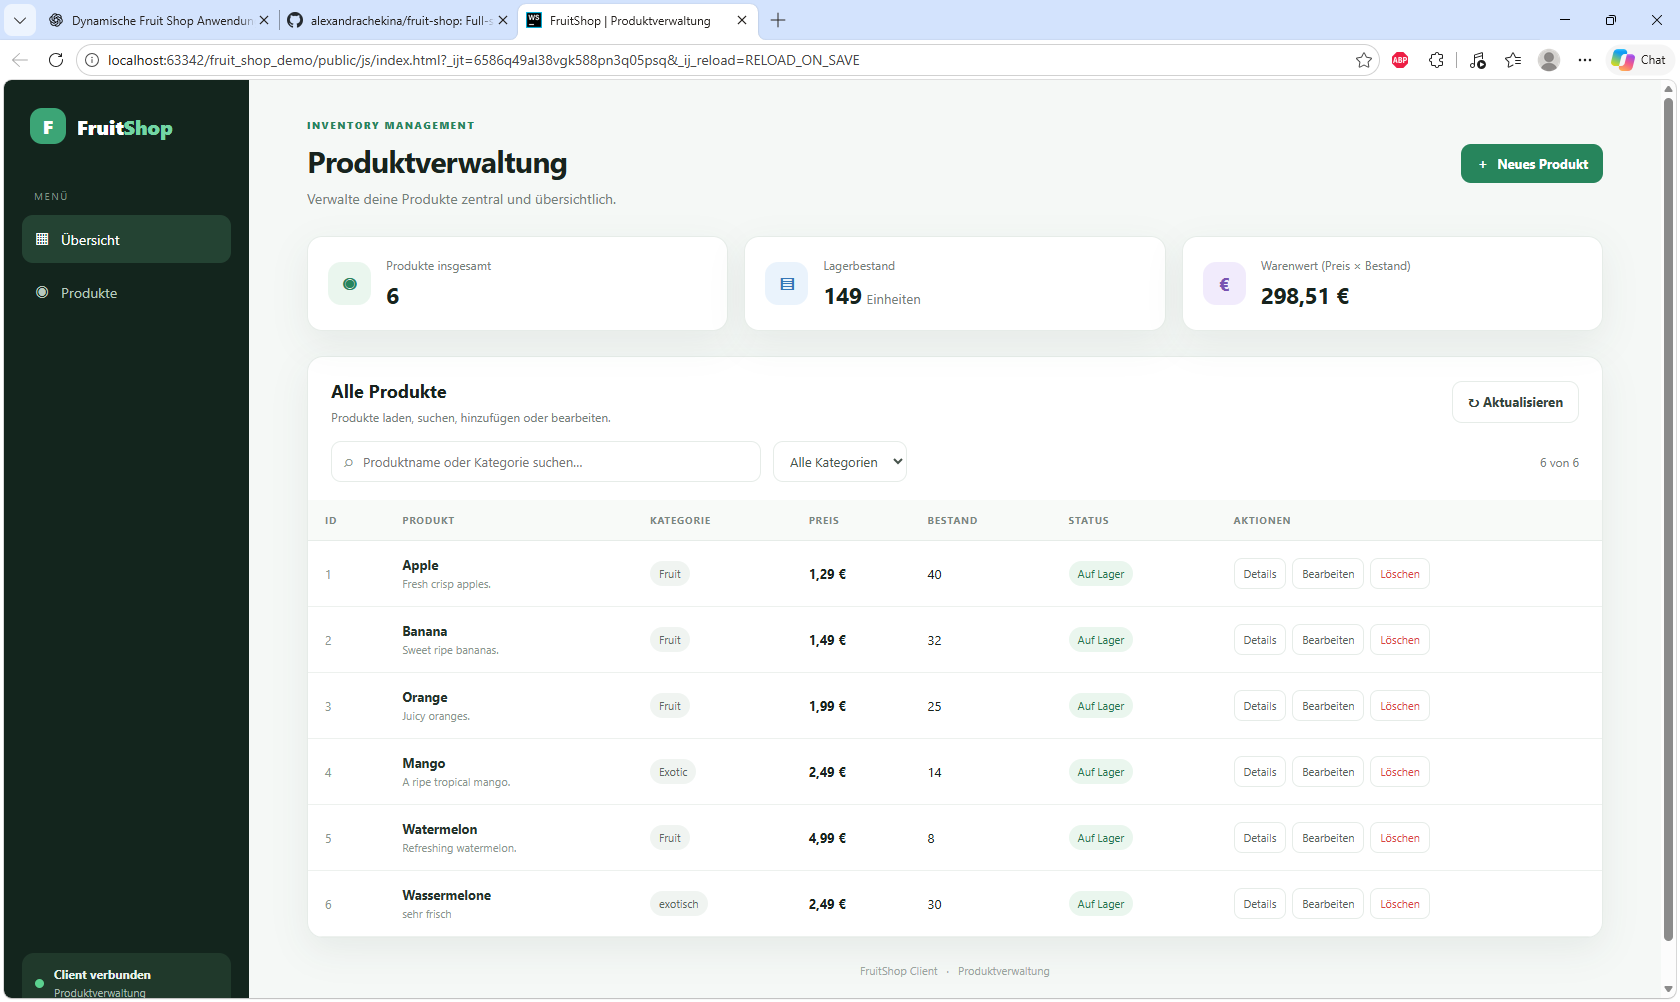 Dynamische Fruit Shop Anwendun
alexandrachekina/fruit-shop: Full-s
FruitShop | Produktverwaltung
localhost:63342/fruit_shop_demo/public/js/index.html?_ijt=6586q49al38vgk588pn3q05psq&_ij_reload=RELOAD_ON_SAVE
ABP
Chat
F FruitShop
MENÜ
Übersicht
Produkte
Client verbunden
Produktverwaltung
INVENTORY MANAGEMENT
Produktverwaltung
Verwalte deine Produkte zentral und übersichtlich.
+ Neues Produkt
Produkte insgesamt
6
Lagerbestand
149 Einheiten
€
Warenwert (Preis × Bestand)
298,51 €
Alle Produkte
Produkte laden, suchen, hinzufügen oder bearbeiten.
↻ Aktualisieren
Produktname oder Kategorie suchen...
Alle Kategorien
6 von 6
ID PRODUKT KATEGORIE PREIS BESTAND STATUS AKTIONEN
1 Apple Fruit 1,29 € 40 Auf Lager Details Bearbeiten Löschen
Fresh crisp apples.
2 Banana Fruit 1,49 € 32 Auf Lager Details Bearbeiten Löschen
Sweet ripe bananas.
3 Orange Fruit 1,99 € 25 Auf Lager Details Bearbeiten Löschen
Juicy oranges.
4 Mango Exotic 2,49 € 14 Auf Lager Details Bearbeiten Löschen
A ripe tropical mango.
5 Watermelon Fruit 4,99 € 8 Auf Lager Details Bearbeiten Löschen
Refreshing watermelon.
6 Wassermelone exotisch 2,49 € 30 Auf Lager Details Bearbeiten Löschen
sehr frisch
FruitShop Client · Produktverwaltung